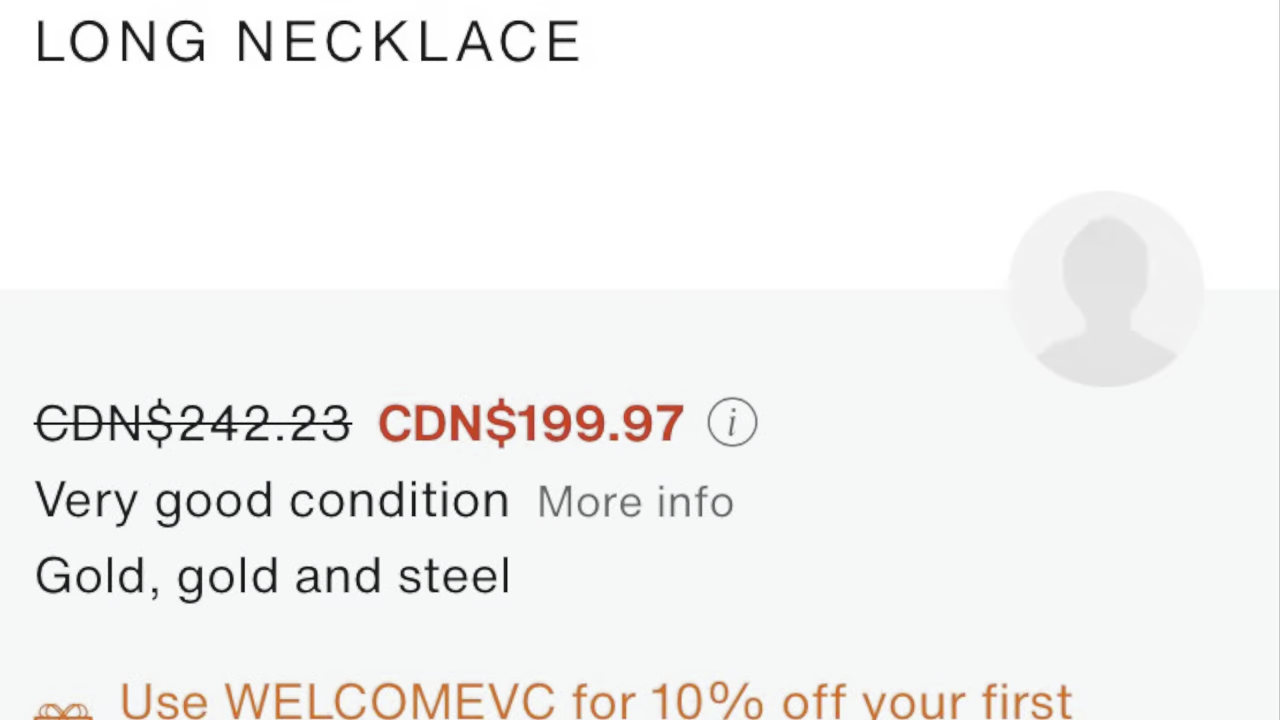 LONG NECKLACE
CDN$242.23 CDN$199.97 i
Very good condition More info
Gold, gold and steel
Use WELCOMEVC for 10% off your first